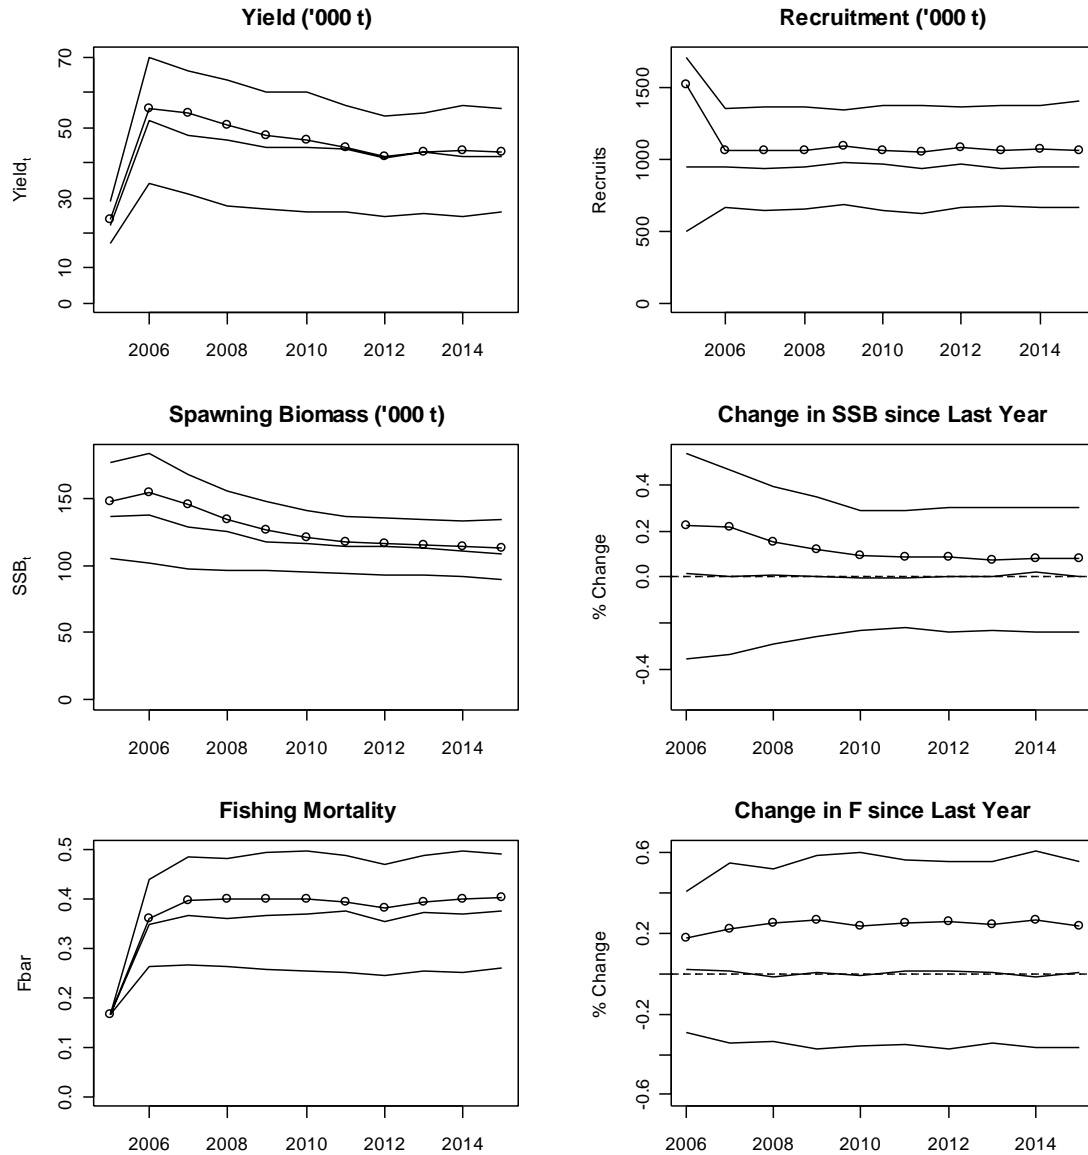 Yield ('000 t)
Yield t
0 10 30 50 70
2006 2008 2010 2012 2014
Recruitment ('000 t)
Recruits
0 500 1000 1500
2006 2008 2010 2012 2014
Spawning Biomass ('000 t)
SSB t
0 50 100 150
2006 2008 2010 2012 2014
Change in SSB since Last Year
% Change
-0.4 0.0 0.2 0.4
2006 2008 2010 2012 2014
Fishing Mortality
Fbar
0.0 0.1 0.2 0.3 0.4 0.5
2006 2008 2010 2012 2014
Change in F since Last Year
% Change
-0.6 -0.2 0.2 0.6
2006 2008 2010 2012 2014